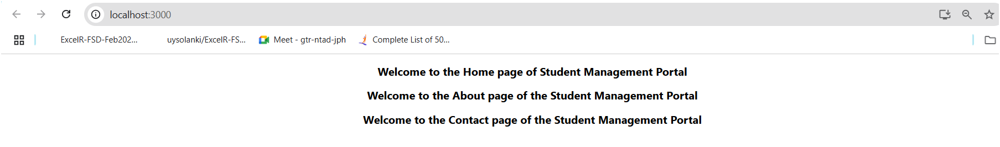 localhost:3000
ExcelR-FSD-Feb202... uysolanki/ExcelR-FS... Meet - gtr-ntad-jph Complete List of 50...
Welcome to the Home page of Student Management Portal
Welcome to the About page of the Student Management Portal
Welcome to the Contact page of the Student Management Portal